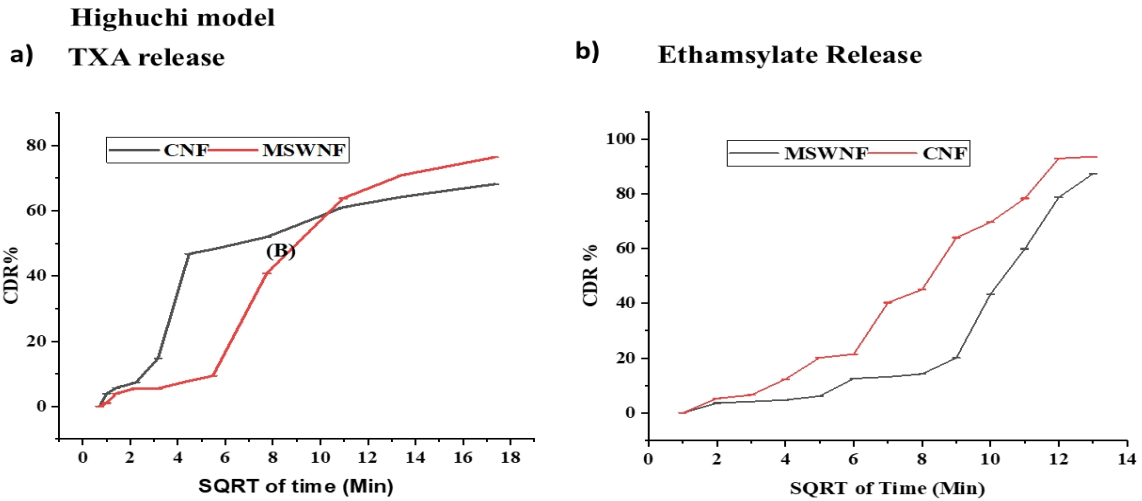 Highuchi model
a) TXA release
CNF MSWNF
(B)
CDR%
80
60
40
20
0
0 2 4 6 8 10 12 14 16 18
SQRT of time (Min)
b) Ethamsylate Release
MSWNF CNF
CDR %
100
80
60
40
20
0
0 2 4 6 8 10 12 14
SQRT of Time (Min)